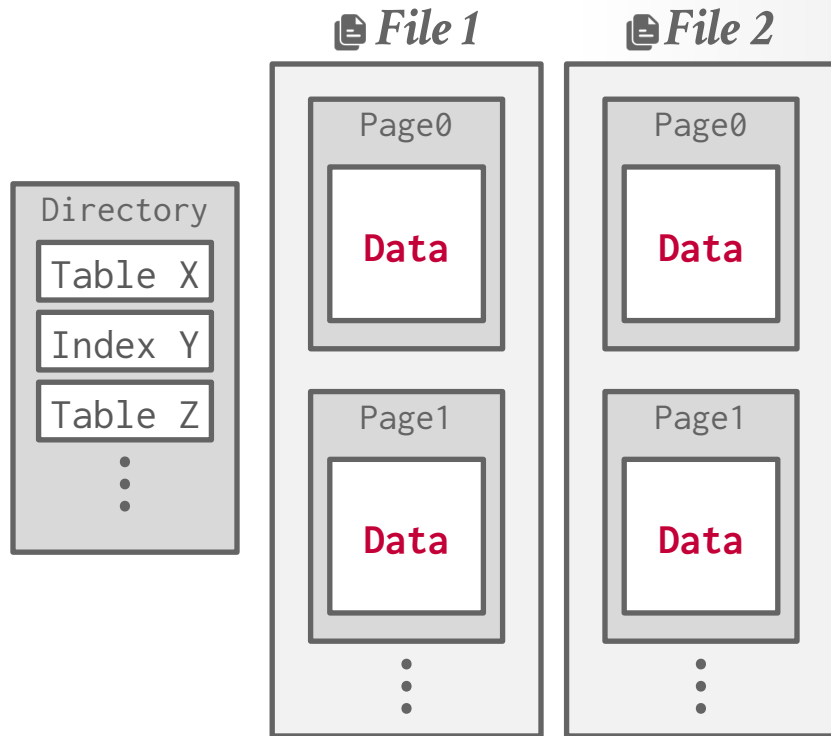 File 1
File 2
Directory
Table X
Index Y
Table Z
Page0
Data
Page1
Data
Page0
Data
Page1
Data